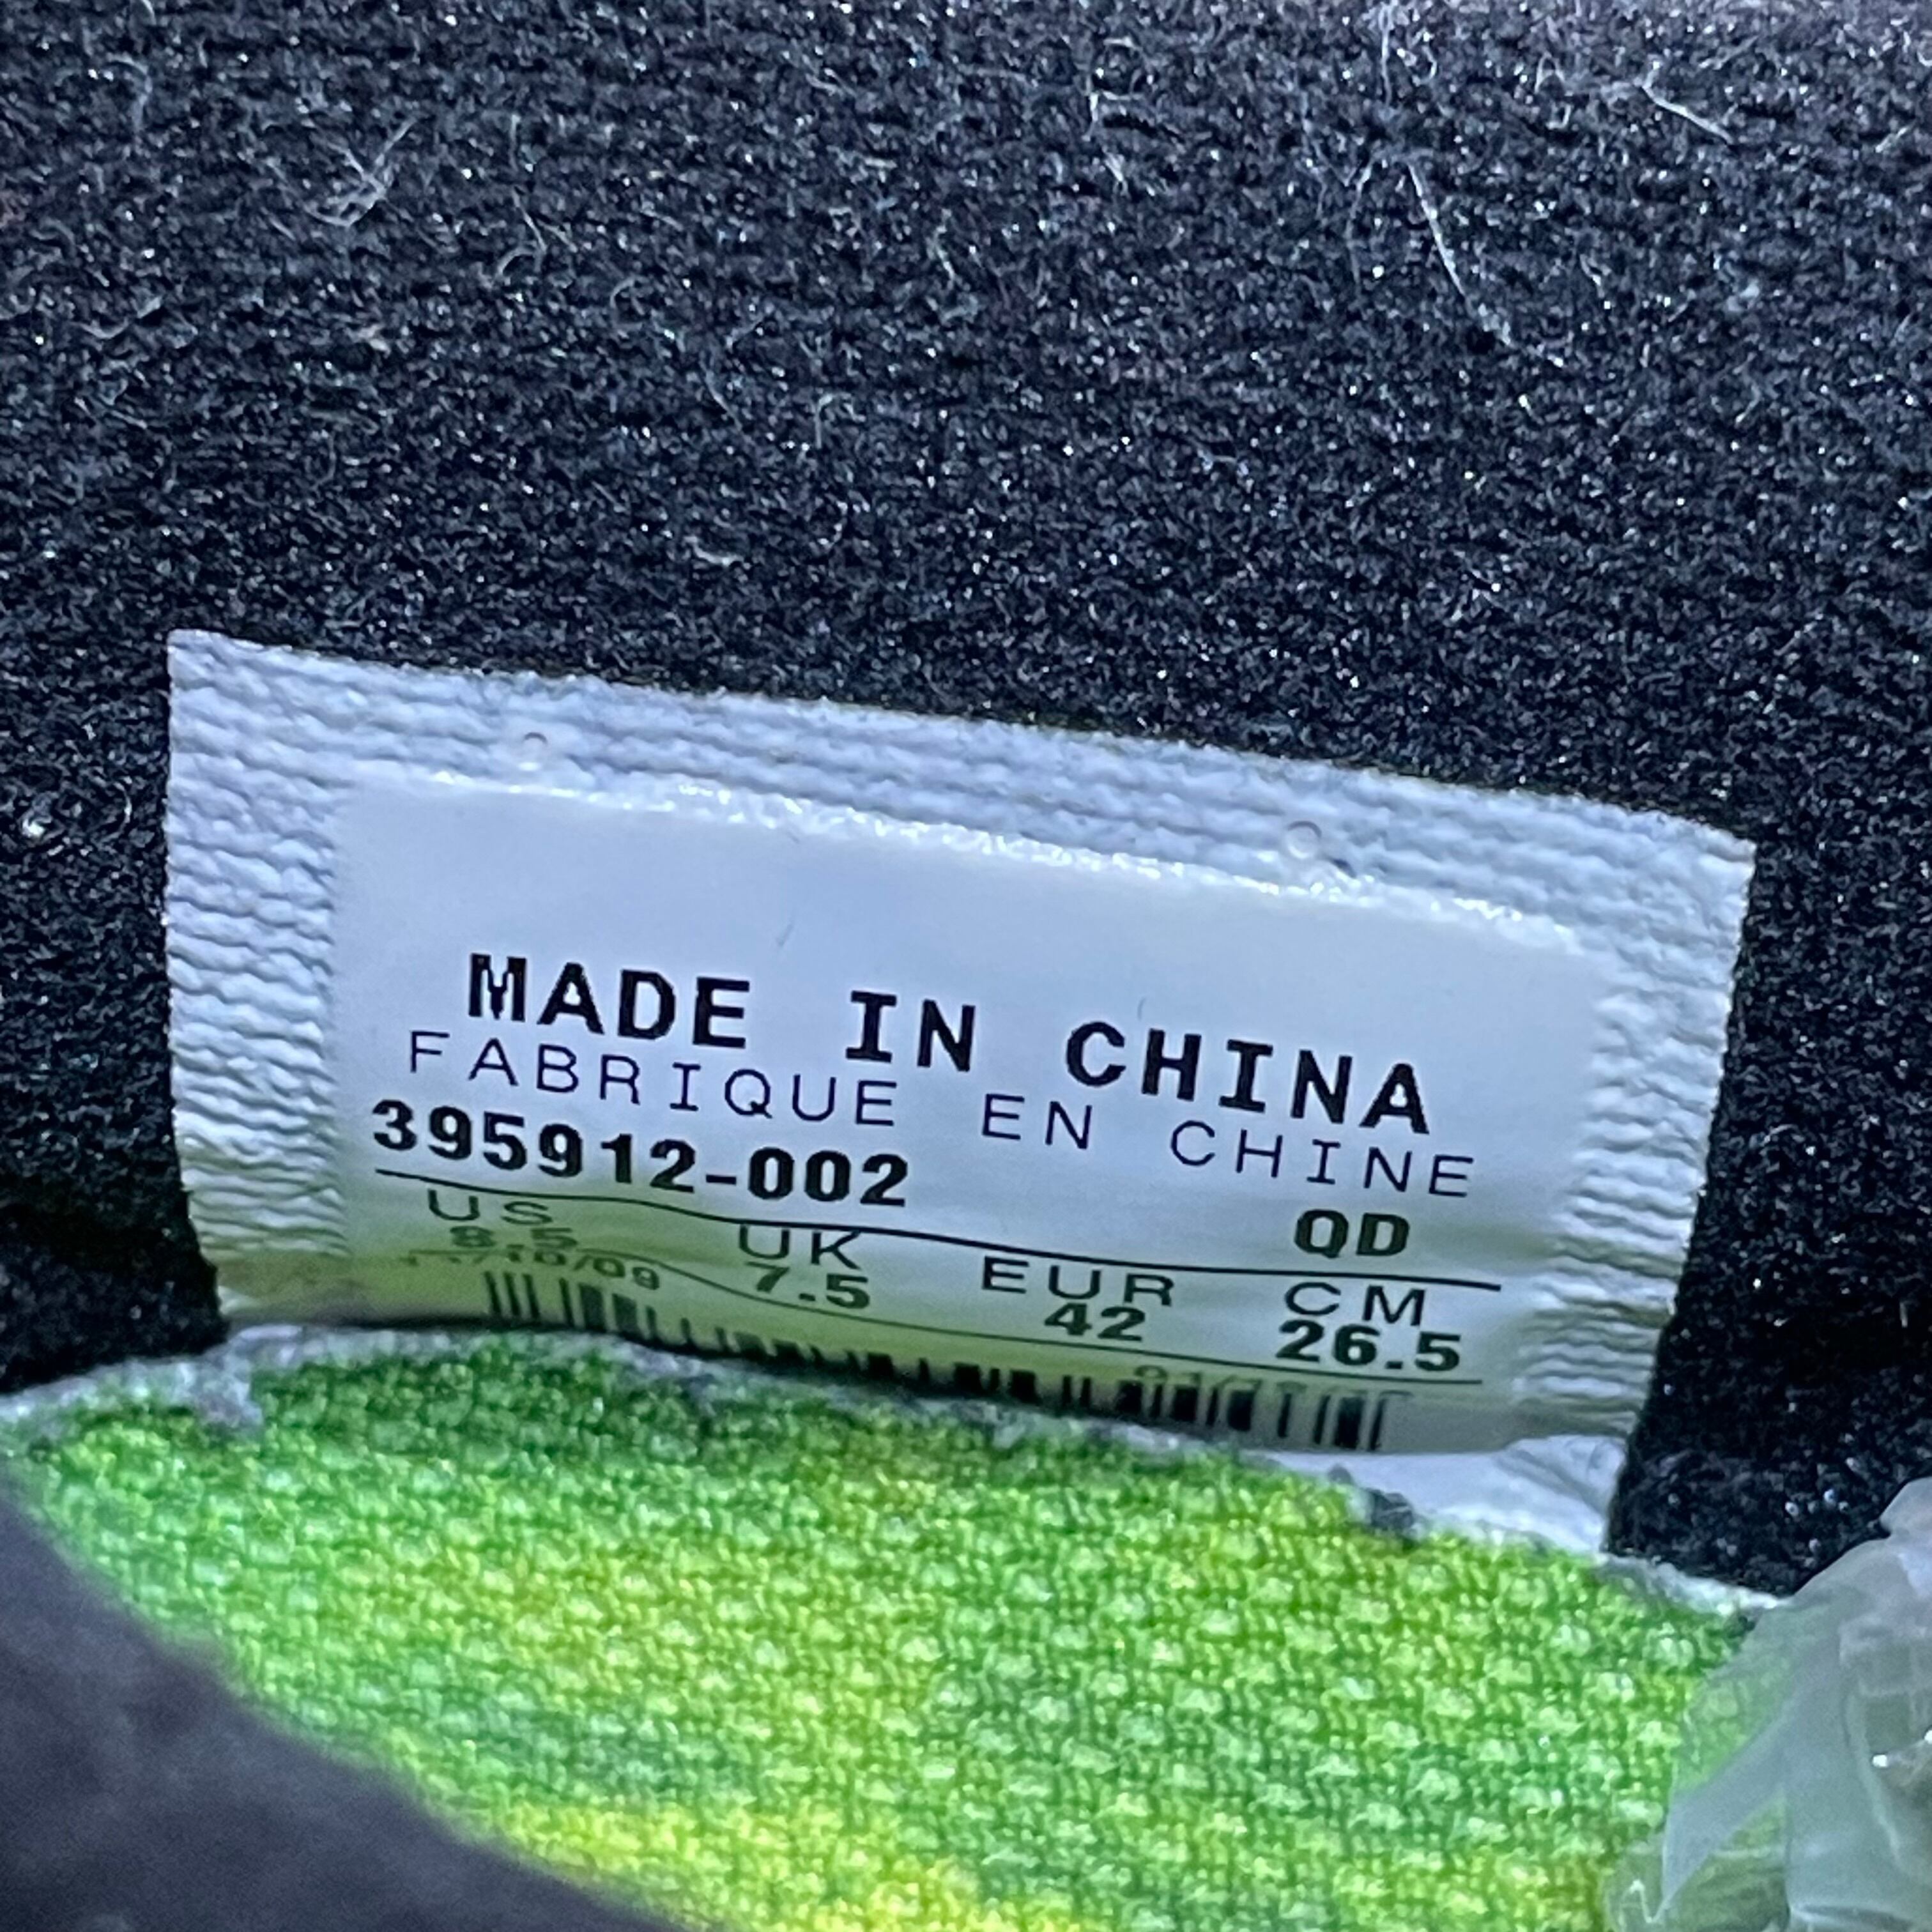 MADE IN CHINA
FABRIQUE EN CHINE
395912-002 QD
US UK EUR CM
8.5 7.5 42 26.5